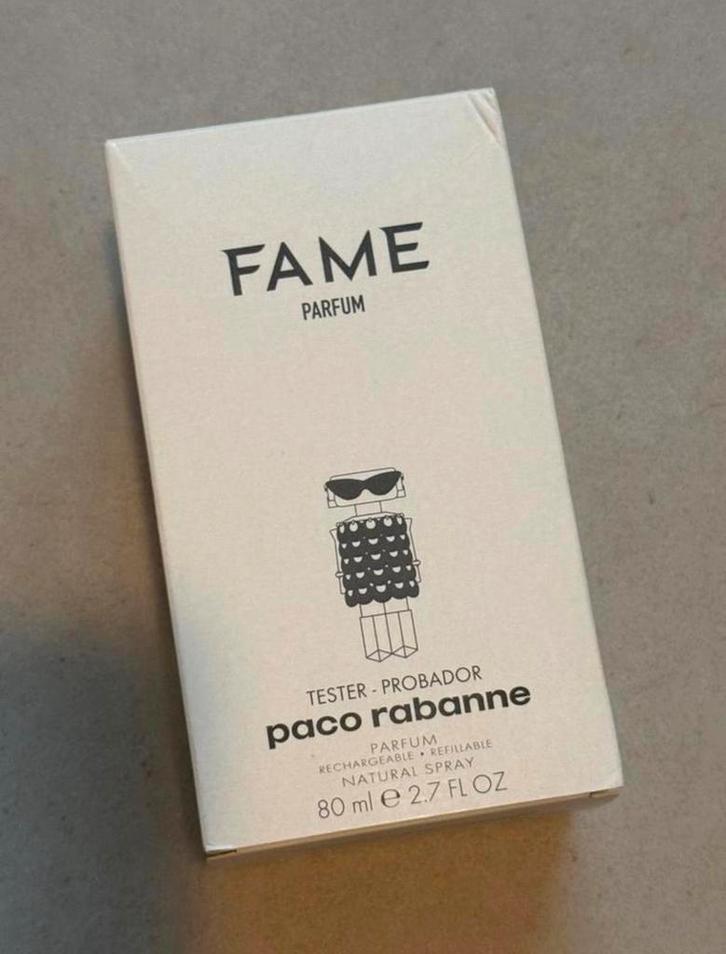 FAME
PARFUM
TESTER - PROBADOR
paco rabanne
PARFUM
RECHARGEABLE • REFILLABLE
NATURAL SPRAY
80 ml ℮ 2.7 FL OZ